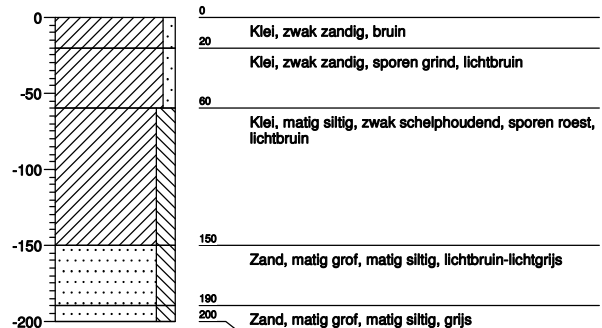 0
0
Klei, zwak zandig, bruin
20
Klei, zwak zandig, sporen grind, lichtbruin
-50
60
Klei, matig siltig, zwak schelphoudend, sporen roest,
lichtbruin
-100
-150
150
Zand, matig grof, matig siltig, lichtbruin-lichtgrijs
190
-200
200
Zand, matig grof, matig siltig, grijs